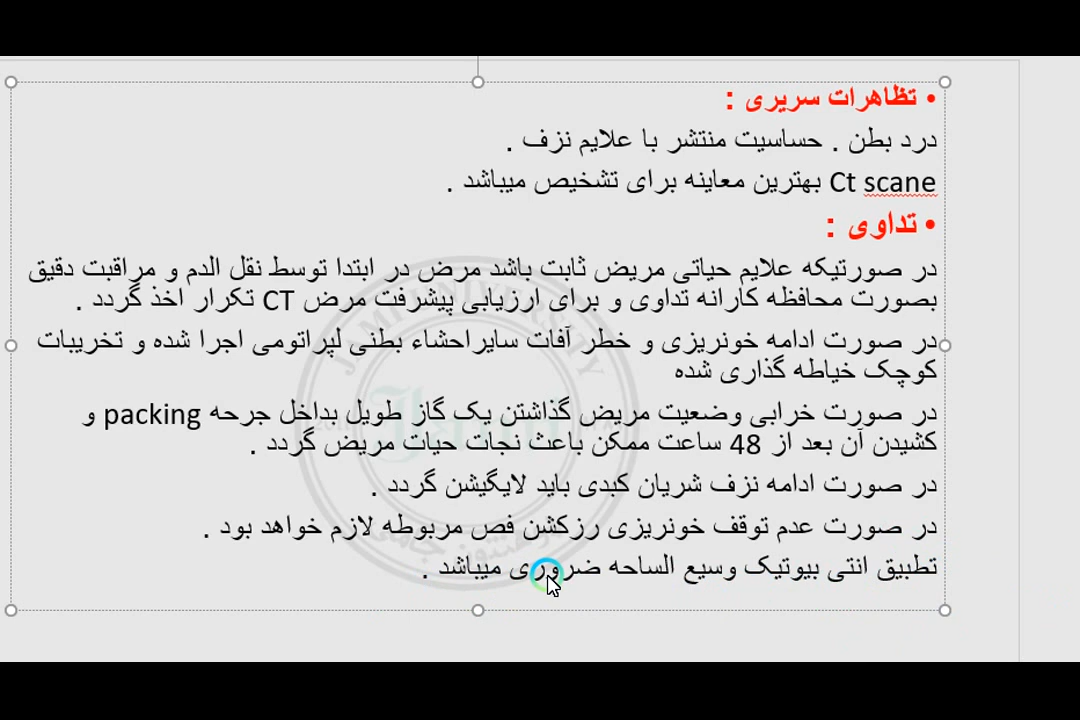 • تظاهرات سریری :
درد بطن . حساسیت منتشر با علایم نزف .
Ct scane بهترین معاینه برای تشخیص میباشد .
• تداوی :
در صورتیکه علایم حیاتی مریض ثابت باشد مرض در ابتدا توسط نقل الدم و مراقبت دقیق
بصورت محافظه کارانه تداوی و برای ارزیابی پیشرفت مرض CT تکرار اخذ گردد .
در صورت ادامه خونریزی و خطر آفات سایراحشاء بطنی لپراتومی اجرا شده و تخریبات
کوچک خیاطه گذاری شده
در صورت خرابی وضعیت مریض گذاشتن یک گاز طویل بداخل جرحه packing و
کشیدن آن بعد از 48 ساعت ممکن باعث نجات حیات مریض گردد .
در صورت ادامه نزف شریان کبدی باید لایگیشن گردد .
در صورت عدم توقف خونریزی رزکشن فص مربوطه لازم خواهد بود .
تطبیق انتی بیوتیک وسیع الساحه ضروری میباشد .
JAMI UNIVERSITY